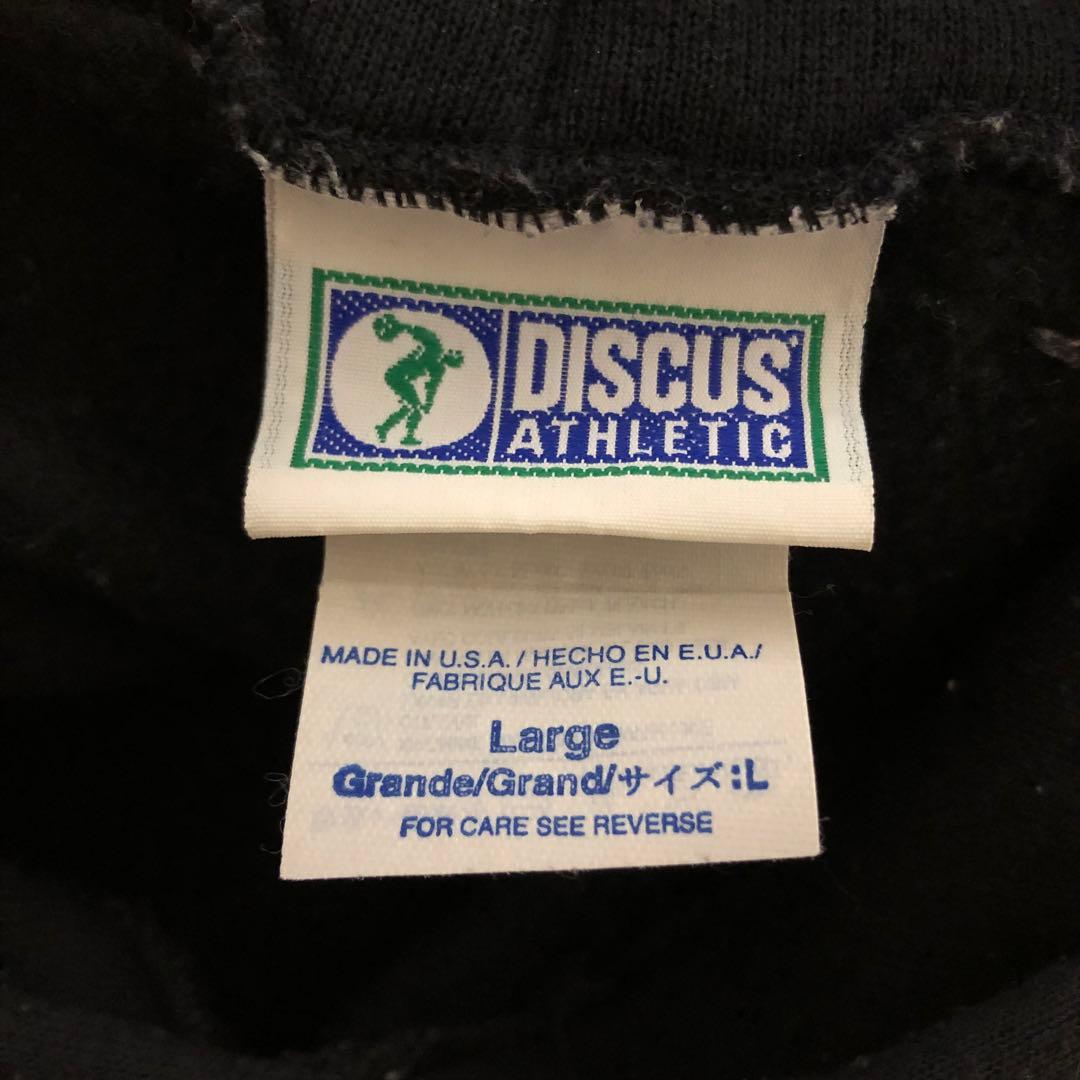 DISCUS®
ATHLETIC
MADE IN U.S.A. / HECHO EN E.U.A./
FABRIQUE AUX E.-U.
Large
Grande/Grand/サイズ:L
FOR CARE SEE REVERSE